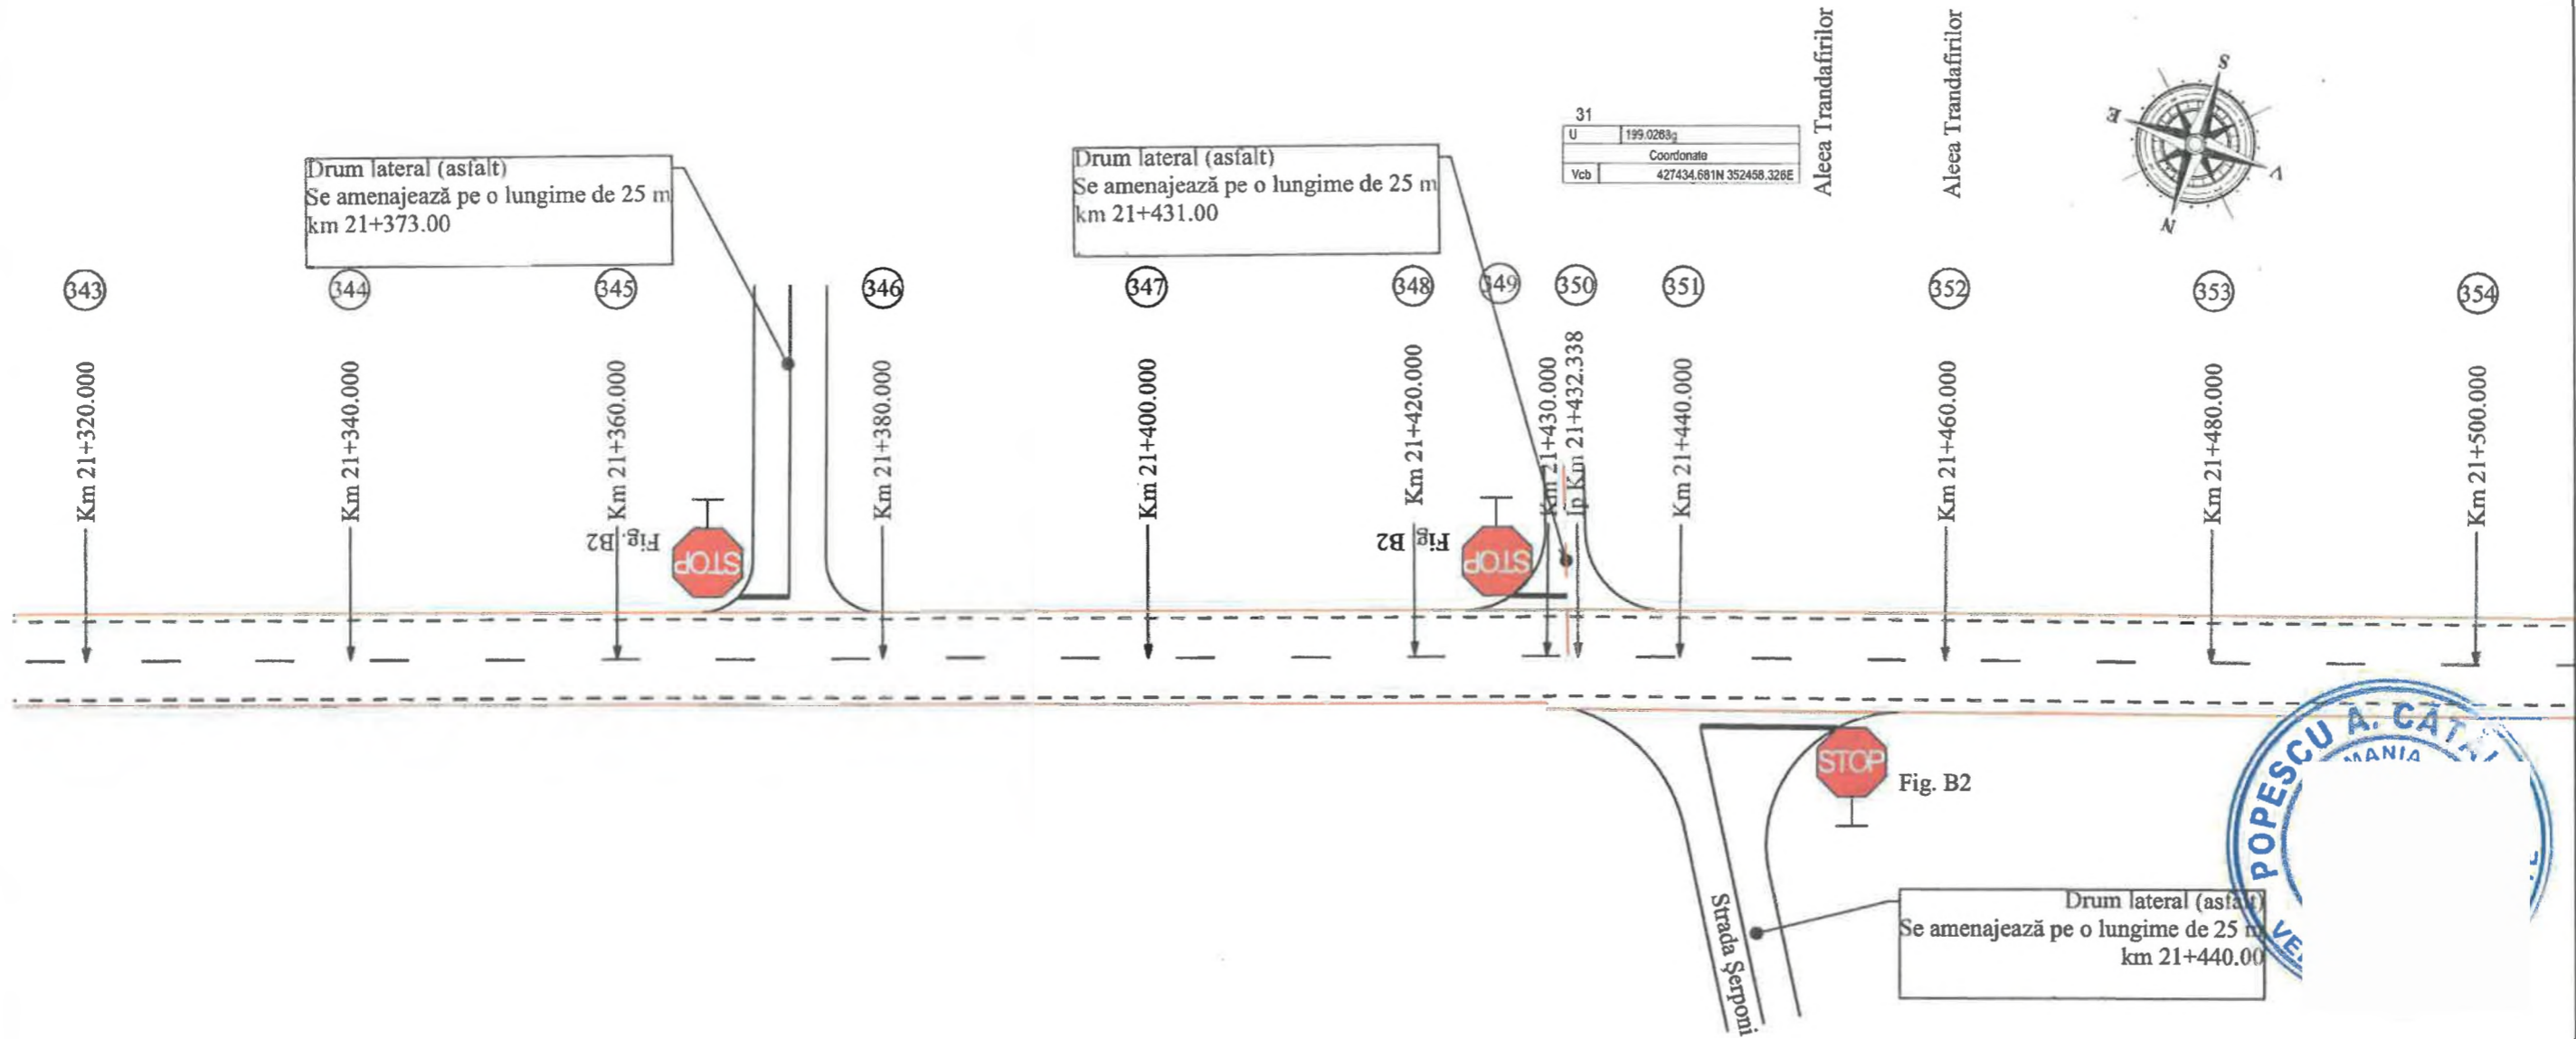 Aleea Trandafirilor
Aleea Trandafirilor
S
E
V
N
31
U 199.0263g
Coordonate
Vcb 427434.681N 352458.326E
Drum lateral (asfalt)
Se amenajează pe o lungime de 25 m
km 21+373.00
Drum lateral (asfalt)
Se amenajează pe o lungime de 25 m
km 21+431.00
343
344
345
346
347
348
349
350
351
352
353
354
Km 21+320.000
Km 21+340.000
Km 21+360.000
Km 21+380.000
Km 21+400.000
Km 21+420.000
Km 21+430.000
Ip Km 21+432.338
Km 21+440.000
Km 21+460.000
Km 21+480.000
Km 21+500.000
Fig. B2
STOP
Fig. B2
STOP
STOP
Fig. B2
Strada Șerponi
Drum lateral (asfalt)
Se amenajează pe o lungime de 25 m
km 21+440.00
POPESCU A. CĂTĂ
MANIA
VE